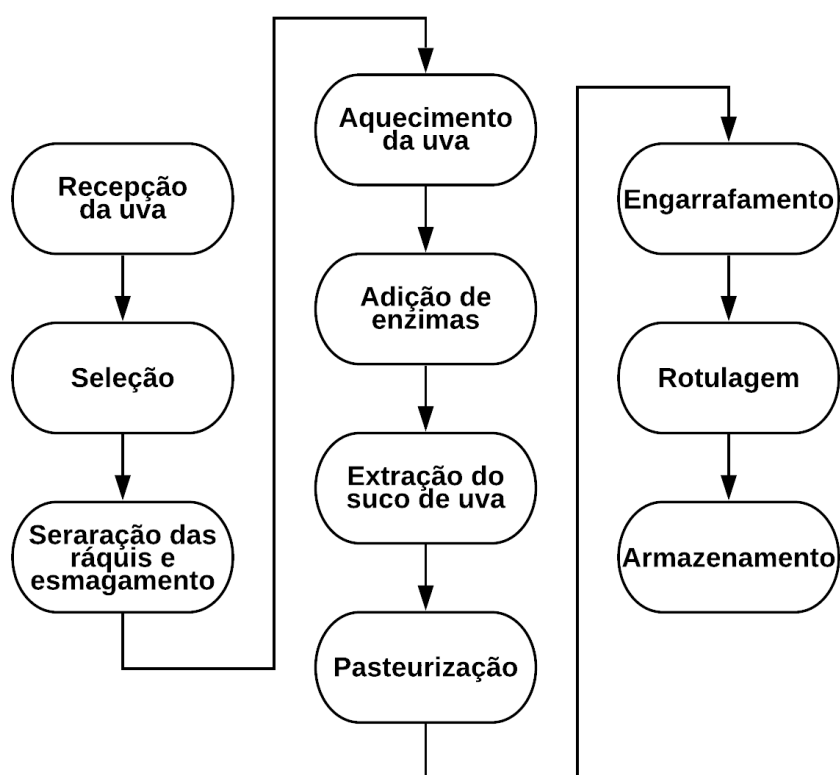 Recepção
da uva
Seleção
Seraração das
ráquis e
esmagamento
Aquecimento
da uva
Adição de
enzimas
Extração do
suco de uva
Pasteurização
Engarrafamento
Rotulagem
Armazenamento